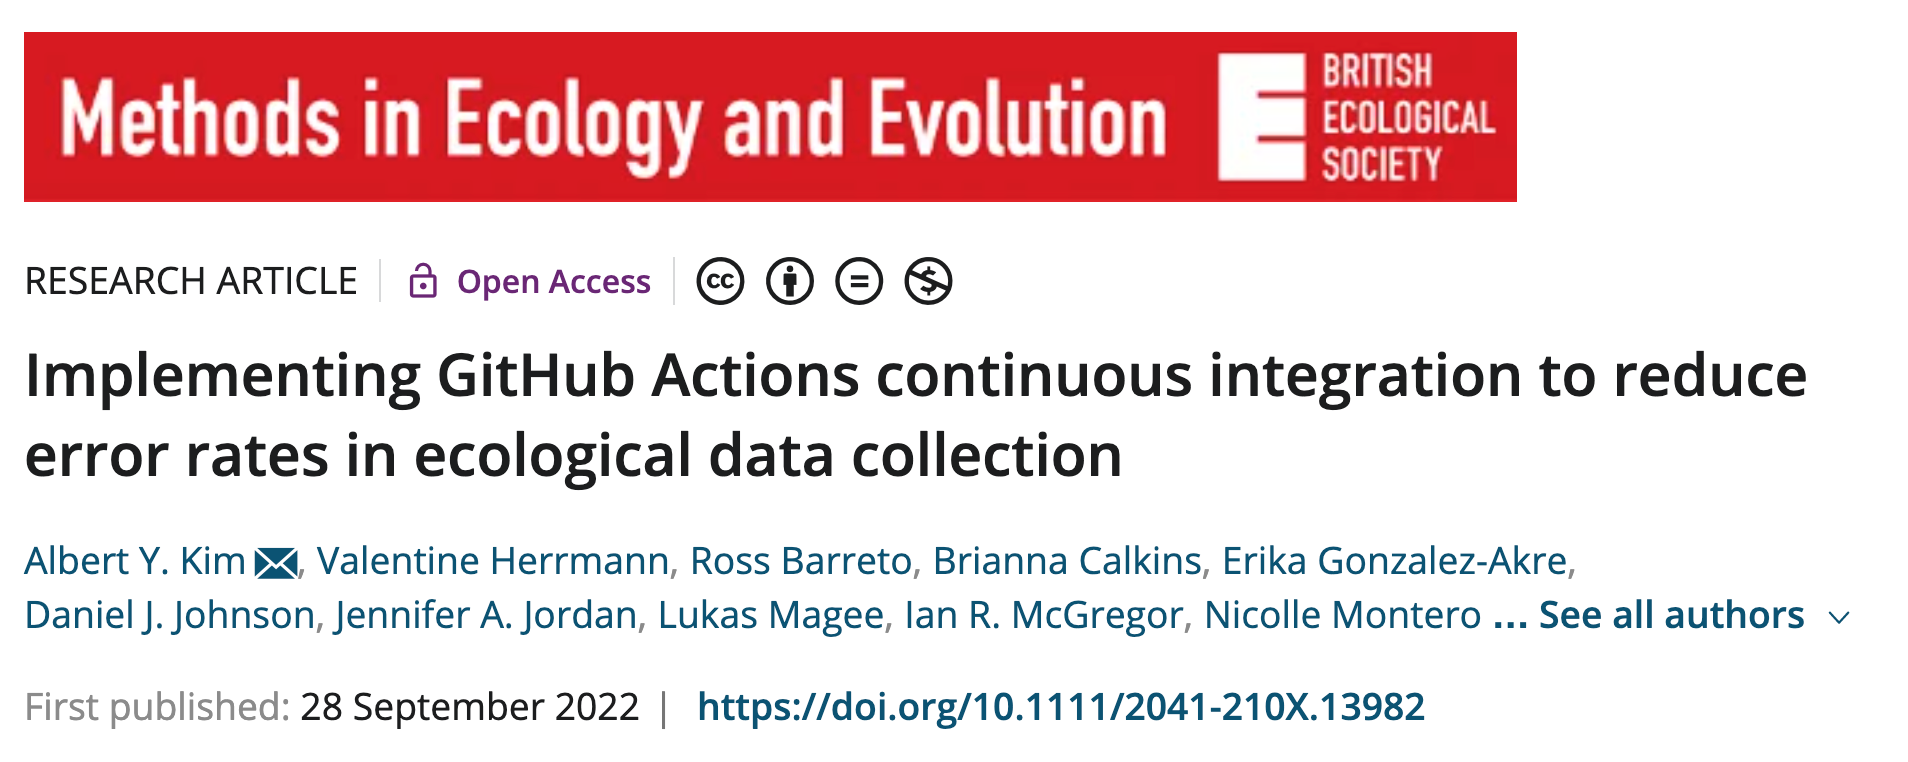 Methods in Ecology and Evolution
BRITISH
ECOLOGICAL
SOCIETY
RESEARCH ARTICLE | Open Access | cc
Implementing GitHub Actions continuous integration to reduce
error rates in ecological data collection
Albert Y. Kim, Valentine Herrmann, Ross Barreto, Brianna Calkins, Erika Gonzalez-Akre,
Daniel J. Johnson, Jennifer A. Jordan, Lukas Magee, Ian R. McGregor, Nicolle Montero ... See all authors
First published: 28 September 2022 | https://doi.org/10.1111/2041-210X.13982